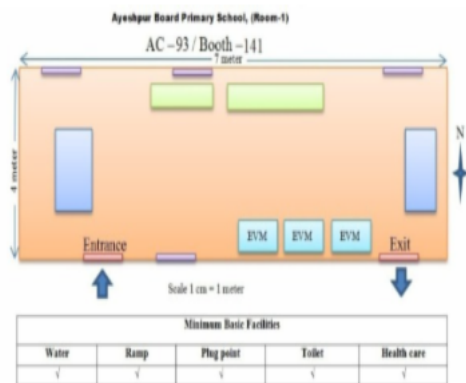 Ayeshpur Board Primary School, (Room-1)
AC –93 / Booth –141
7 meter
4 meter
N
EVM EVM EVM
Entrance
Exit
Scale 1 cm = 1 meter
Minimum Basic Facilities
Water Ramp Plug point Toilet Health care
√ √ √ √ √